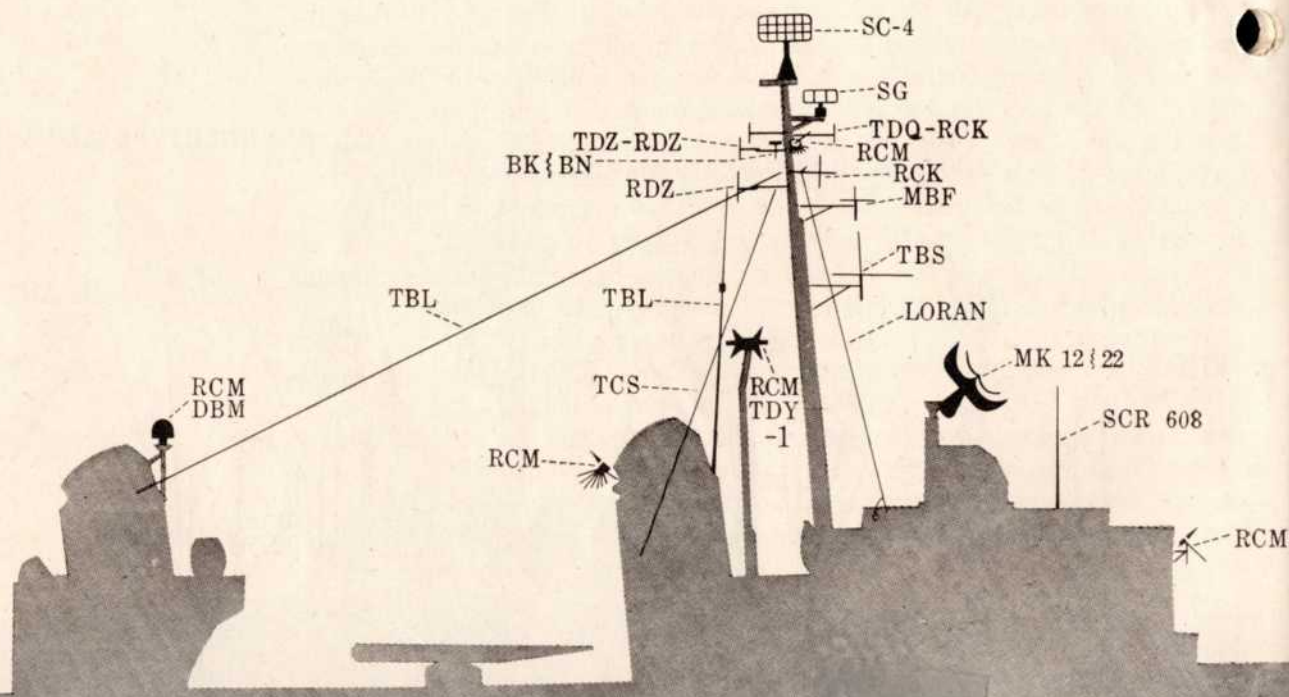 SC-4
SG
TDZ-RDZ
TDQ-RCK
BK & BN
RCM
RCK
RDZ
MBF
TBS
TBL
TBL
LORAN
MK 12 & 22
RCM
DBM
TCS
RCM
TDY
-1
SCR 608
RCM
RCM